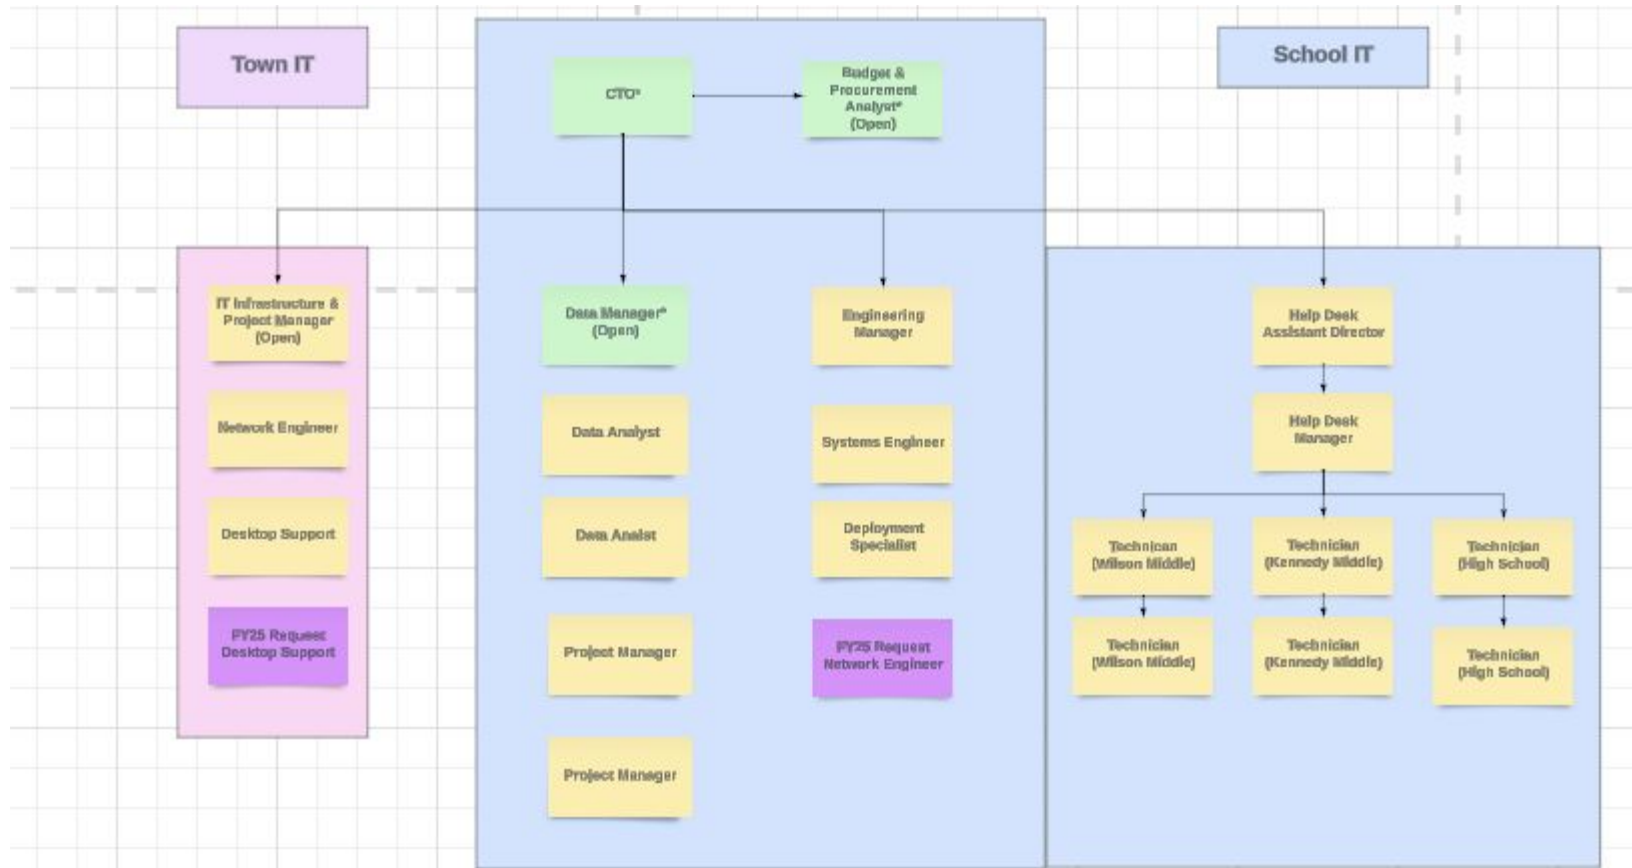 Town IT
School IT
CTO*
Budget &
Procurement
Analyst*
(Open)
IT Infrastructure &
Project Manager
(Open)
Network Engineer
Desktop Support
FY25 Request
Desktop Support
Data Manager*
(Open)
Data Analyst
Data Analst
Project Manager
Project Manager
Engineering
Manager
Systems Engineer
Deployment
Specialist
FY25 Request
Network Engineer
Help Desk
Assistant Director
Help Desk
Manager
Technican
(Wilson Middle)
Technician
(Kennedy Middle)
Technician
(High School)
Technician
(Wilson Middle)
Technician
(Kennedy Middle)
Technician
(High School)